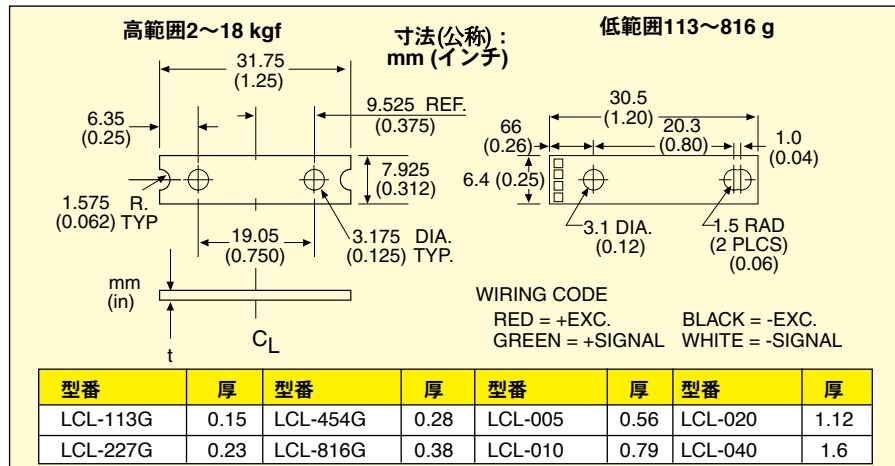 高範囲2〜18 kgf
寸法(公称)：
mm (インチ)
低範囲113〜816 g
31.75
(1.25)
6.35
(0.25)
9.525 REF.
(0.375)
7.925
(0.312)
1.575 R.
(0.062) TYP
19.05
(0.750)
3.175 DIA.
(0.125) TYP.
mm
(in)
t
CL
30.5
(1.20)
66
(0.26)
20.3
(0.80)
1.0
(0.04)
6.4 (0.25)
3.1 DIA.
(0.12)
1.5 RAD
(2 PLCS)
(0.06)
WIRING CODE
RED = +EXC. BLACK = -EXC.
GREEN = +SIGNAL WHITE = -SIGNAL
型番 厚 型番 厚 型番 厚 型番 厚
LCL-113G 0.15 LCL-454G 0.28 LCL-005 0.56 LCL-020 1.12
LCL-227G 0.23 LCL-816G 0.38 LCL-010 0.79 LCL-040 1.6